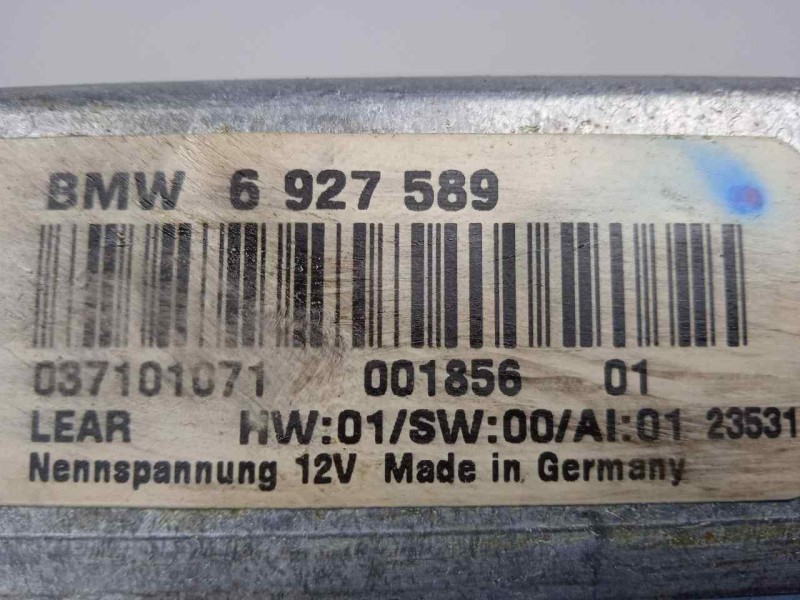 BMW 6 927 589
037101071 001856 01
LEAR HW:01/SW:00/AI:01 23531
Nennspannung 12V Made in Germany